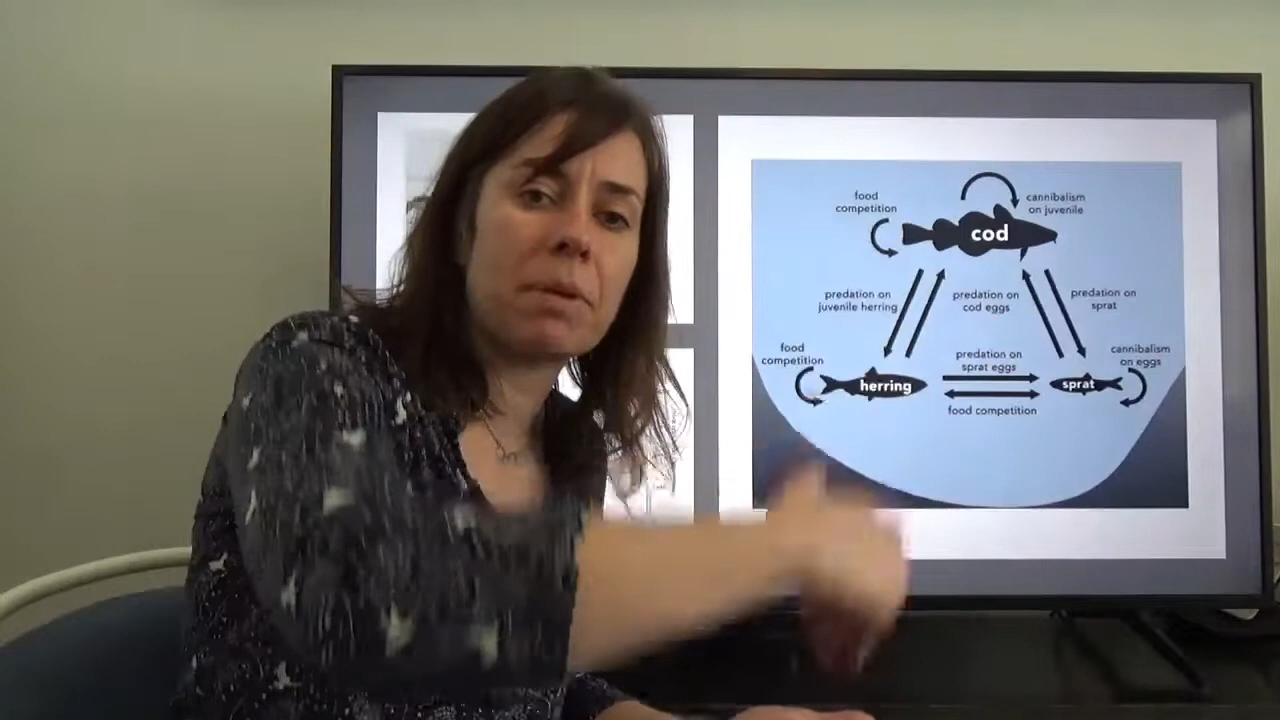 food
competition
cannibalism
on juvenile
cod
predation on
juvenile herring
predation on
cod eggs
predation on
sprat
food
competition
predation on
sprat eggs
cannibalism
on eggs
herring
sprat
food competition